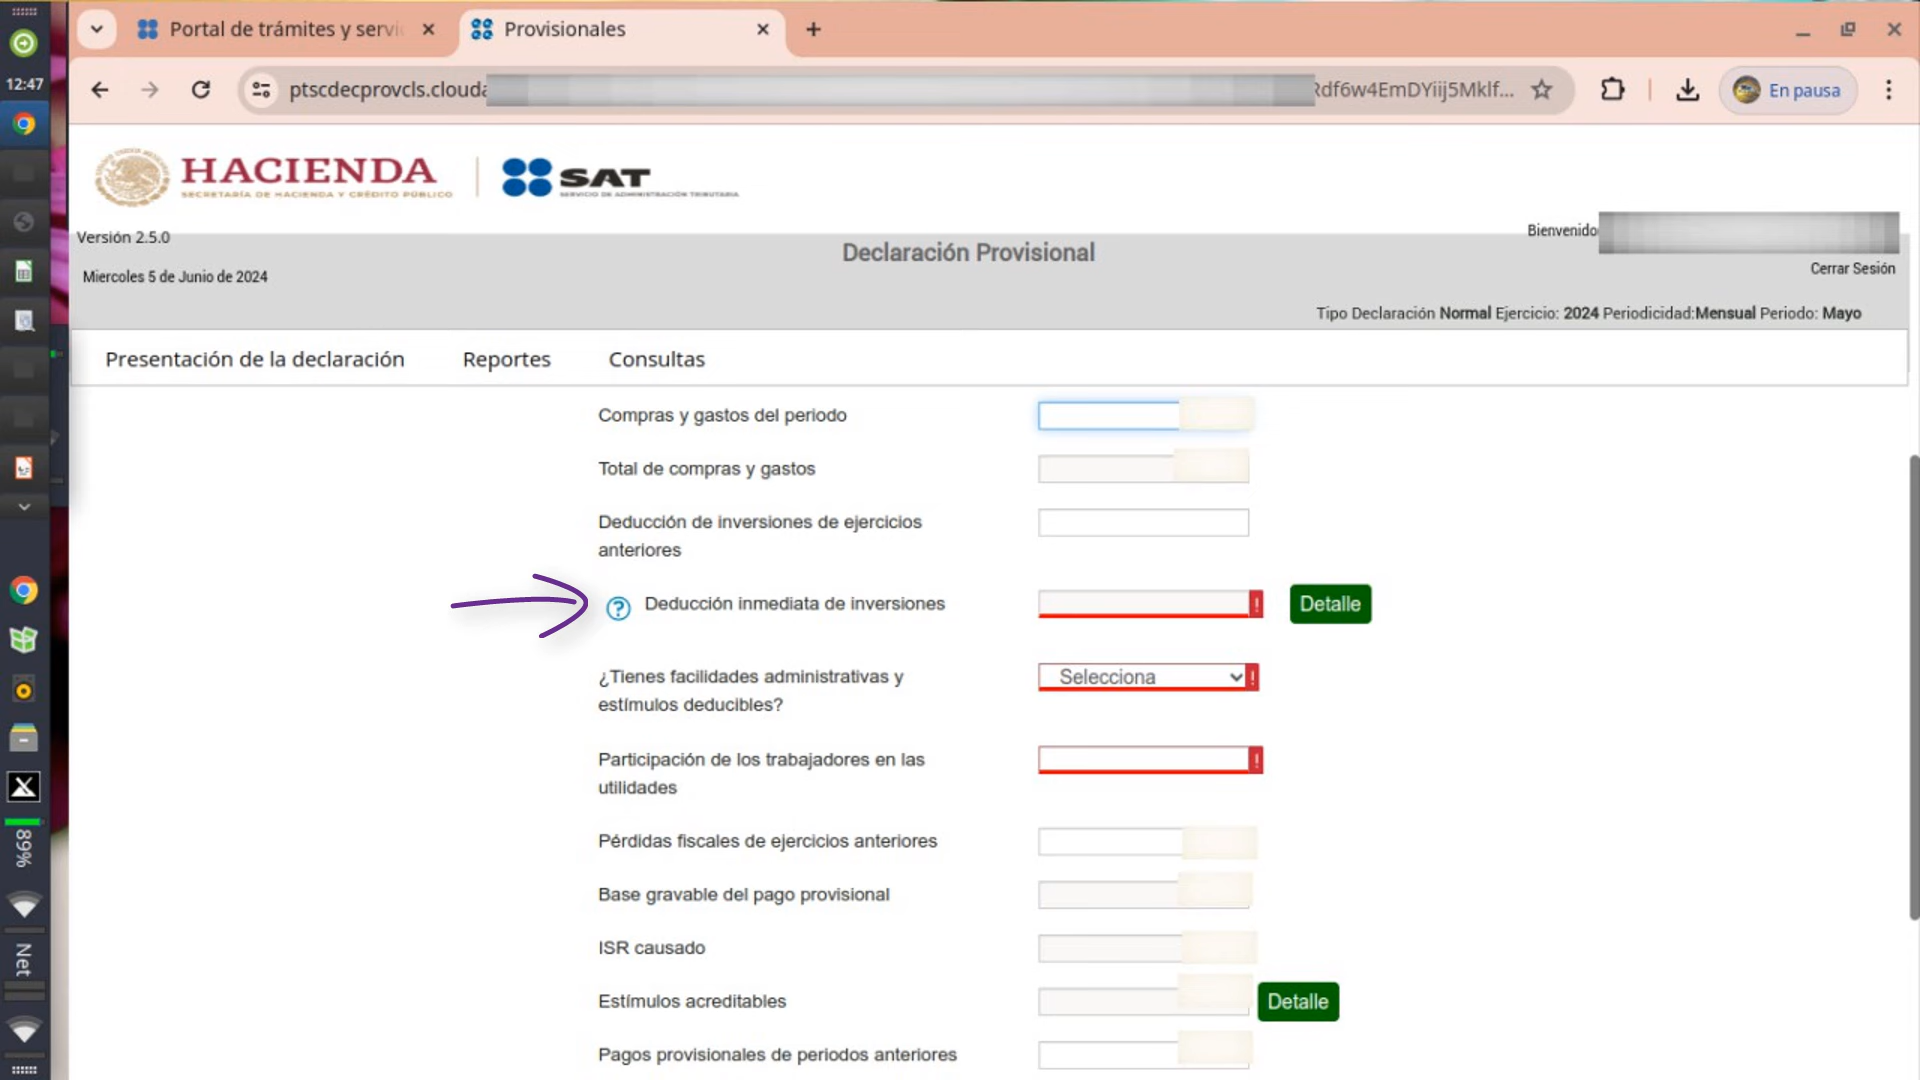 Portal de trámites y servi
Provisionales
12:47
ptscdecprovcls.clouda
Rdf6w4EmDYiij5Mklf...
En pausa
HACIENDA
SECRETARÍA DE HACIENDA Y CRÉDITO PÚBLICO
SAT
SERVICIO DE ADMINISTRACIÓN TRIBUTARIA
Versión 2.5.0
Bienvenido
Declaración Provisional
Miercoles 5 de Junio de 2024
Cerrar Sesión
Tipo Declaración Normal Ejercicio: 2024 Periodicidad:Mensual Periodo: Mayo
Presentación de la declaración
Reportes
Consultas
Compras y gastos del periodo
Total de compras y gastos
Deducción de inversiones de ejercicios
anteriores
? Deducción inmediata de inversiones
!
Detalle
¿Tienes facilidades administrativas y
estímulos deducibles?
Selecciona
!
Participación de los trabajadores en las
utilidades
!
Pérdidas fiscales de ejercicios anteriores
Base gravable del pago provisional
ISR causado
Estímulos acreditables
Detalle
Pagos provisionales de periodos anteriores
89%
Net